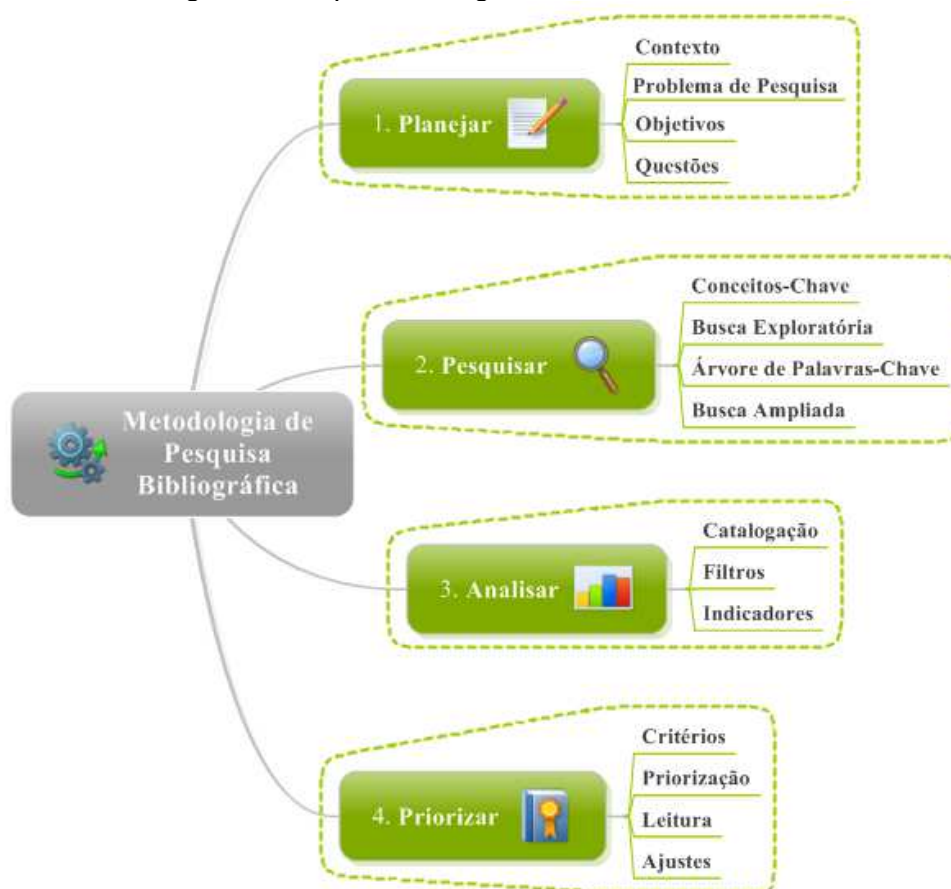 Metodologia de
Pesquisa
Bibliográfica
1. Planejar
Contexto
Problema de Pesquisa
Objetivos
Questões
2. Pesquisar
Conceitos-Chave
Busca Exploratória
Árvore de Palavras-Chave
Busca Ampliada
3. Analisar
Catalogação
Filtros
Indicadores
4. Priorizar
Critérios
Priorização
Leitura
Ajustes